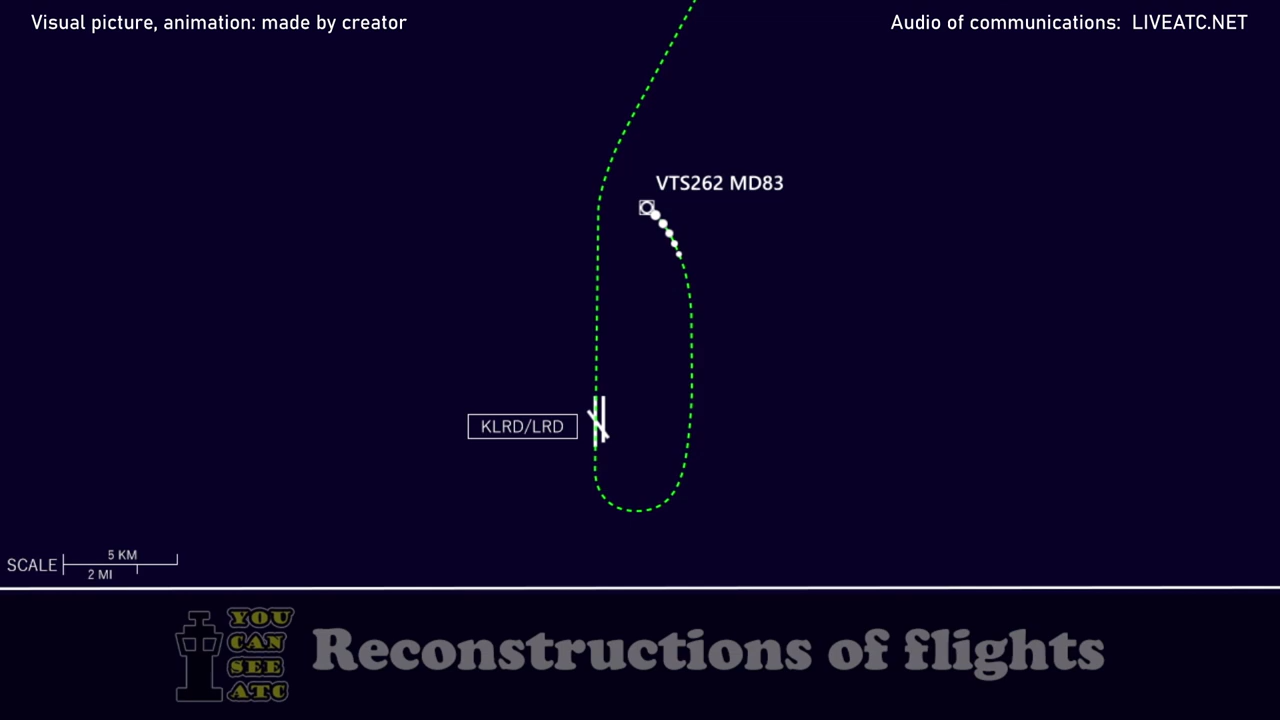 Visual picture, animation: made by creator
Audio of communications: LIVEATC.NET
VTS262 MD83
KLRD/LRD
SCALE
5 KM
2 MI
YOU
CAN
SEE
ATC
Reconstructions of flights